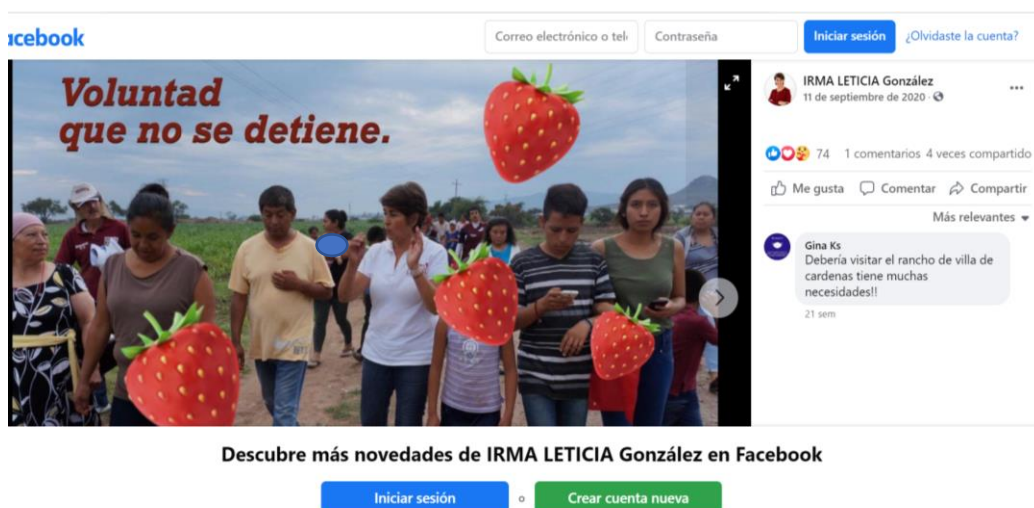 acebook
Correo electrónico o telé
Contraseña
Iniciar sesión
¿Olvidaste la cuenta?
Voluntad
que no se detiene.
IRMA LETICIA González
11 de septiembre de 2020 ·
74 1 comentarios 4 veces compartido
Me gusta Comentar Compartir
Más relevantes
Gina Ks
Debería visitar el rancho de villa de
cardenas tiene muchas
necesidades!!
21 sem
Descubre más novedades de IRMA LETICIA González en Facebook
Iniciar sesión o Crear cuenta nueva